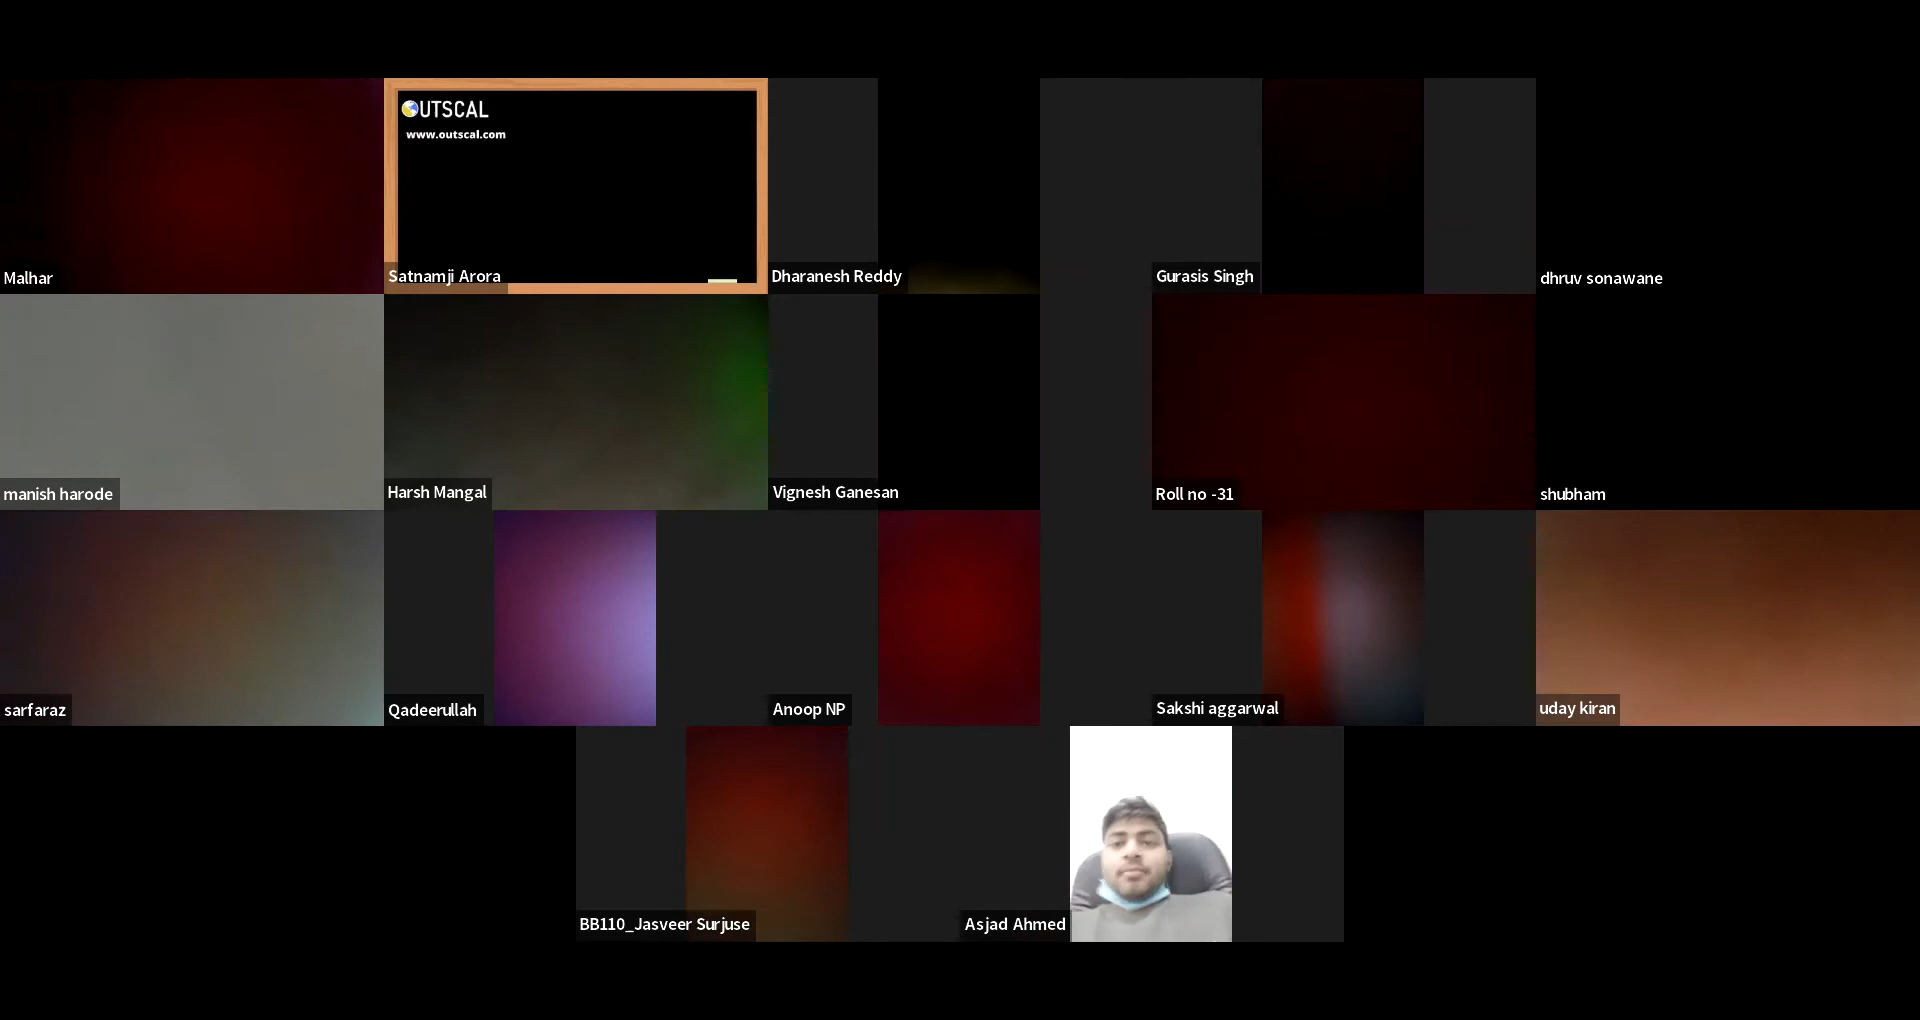 OUTSCAL
www.outscal.com
Malhar
Satnamji Arora
Dharanesh Reddy
Gurasis Singh
dhruv sonawane
manish harode
Harsh Mangal
Vignesh Ganesan
Roll no -31
shubham
sarfaraz
Qadeerullah
Anoop NP
Sakshi aggarwal
uday kiran
BB110_Jasveer Surjuse
Asjad Ahmed